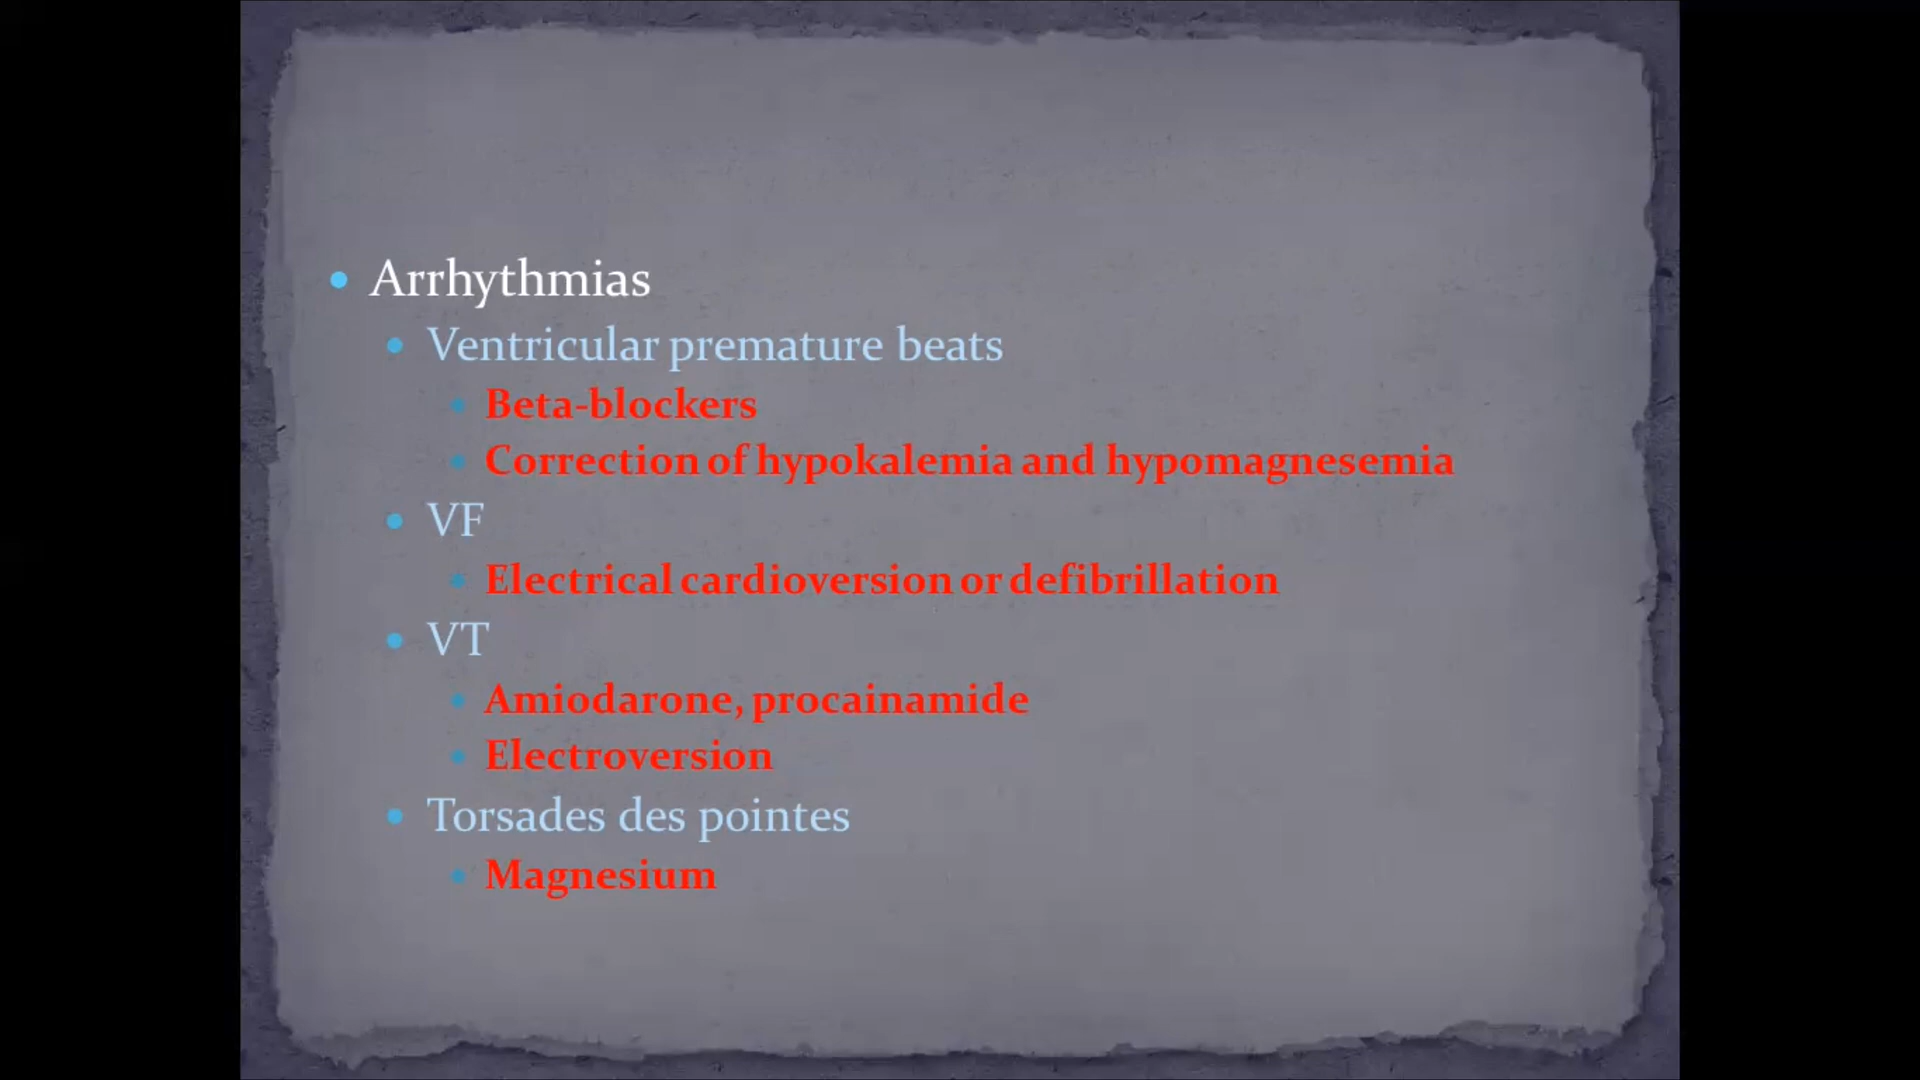 Arrhythmias
Ventricular premature beats
Beta-blockers
Correction of hypokalemia and hypomagnesemia
VF
Electrical cardioversion or defibrillation
VT
Amiodarone, procainamide
Electroversion
Torsades des pointes
Magnesium